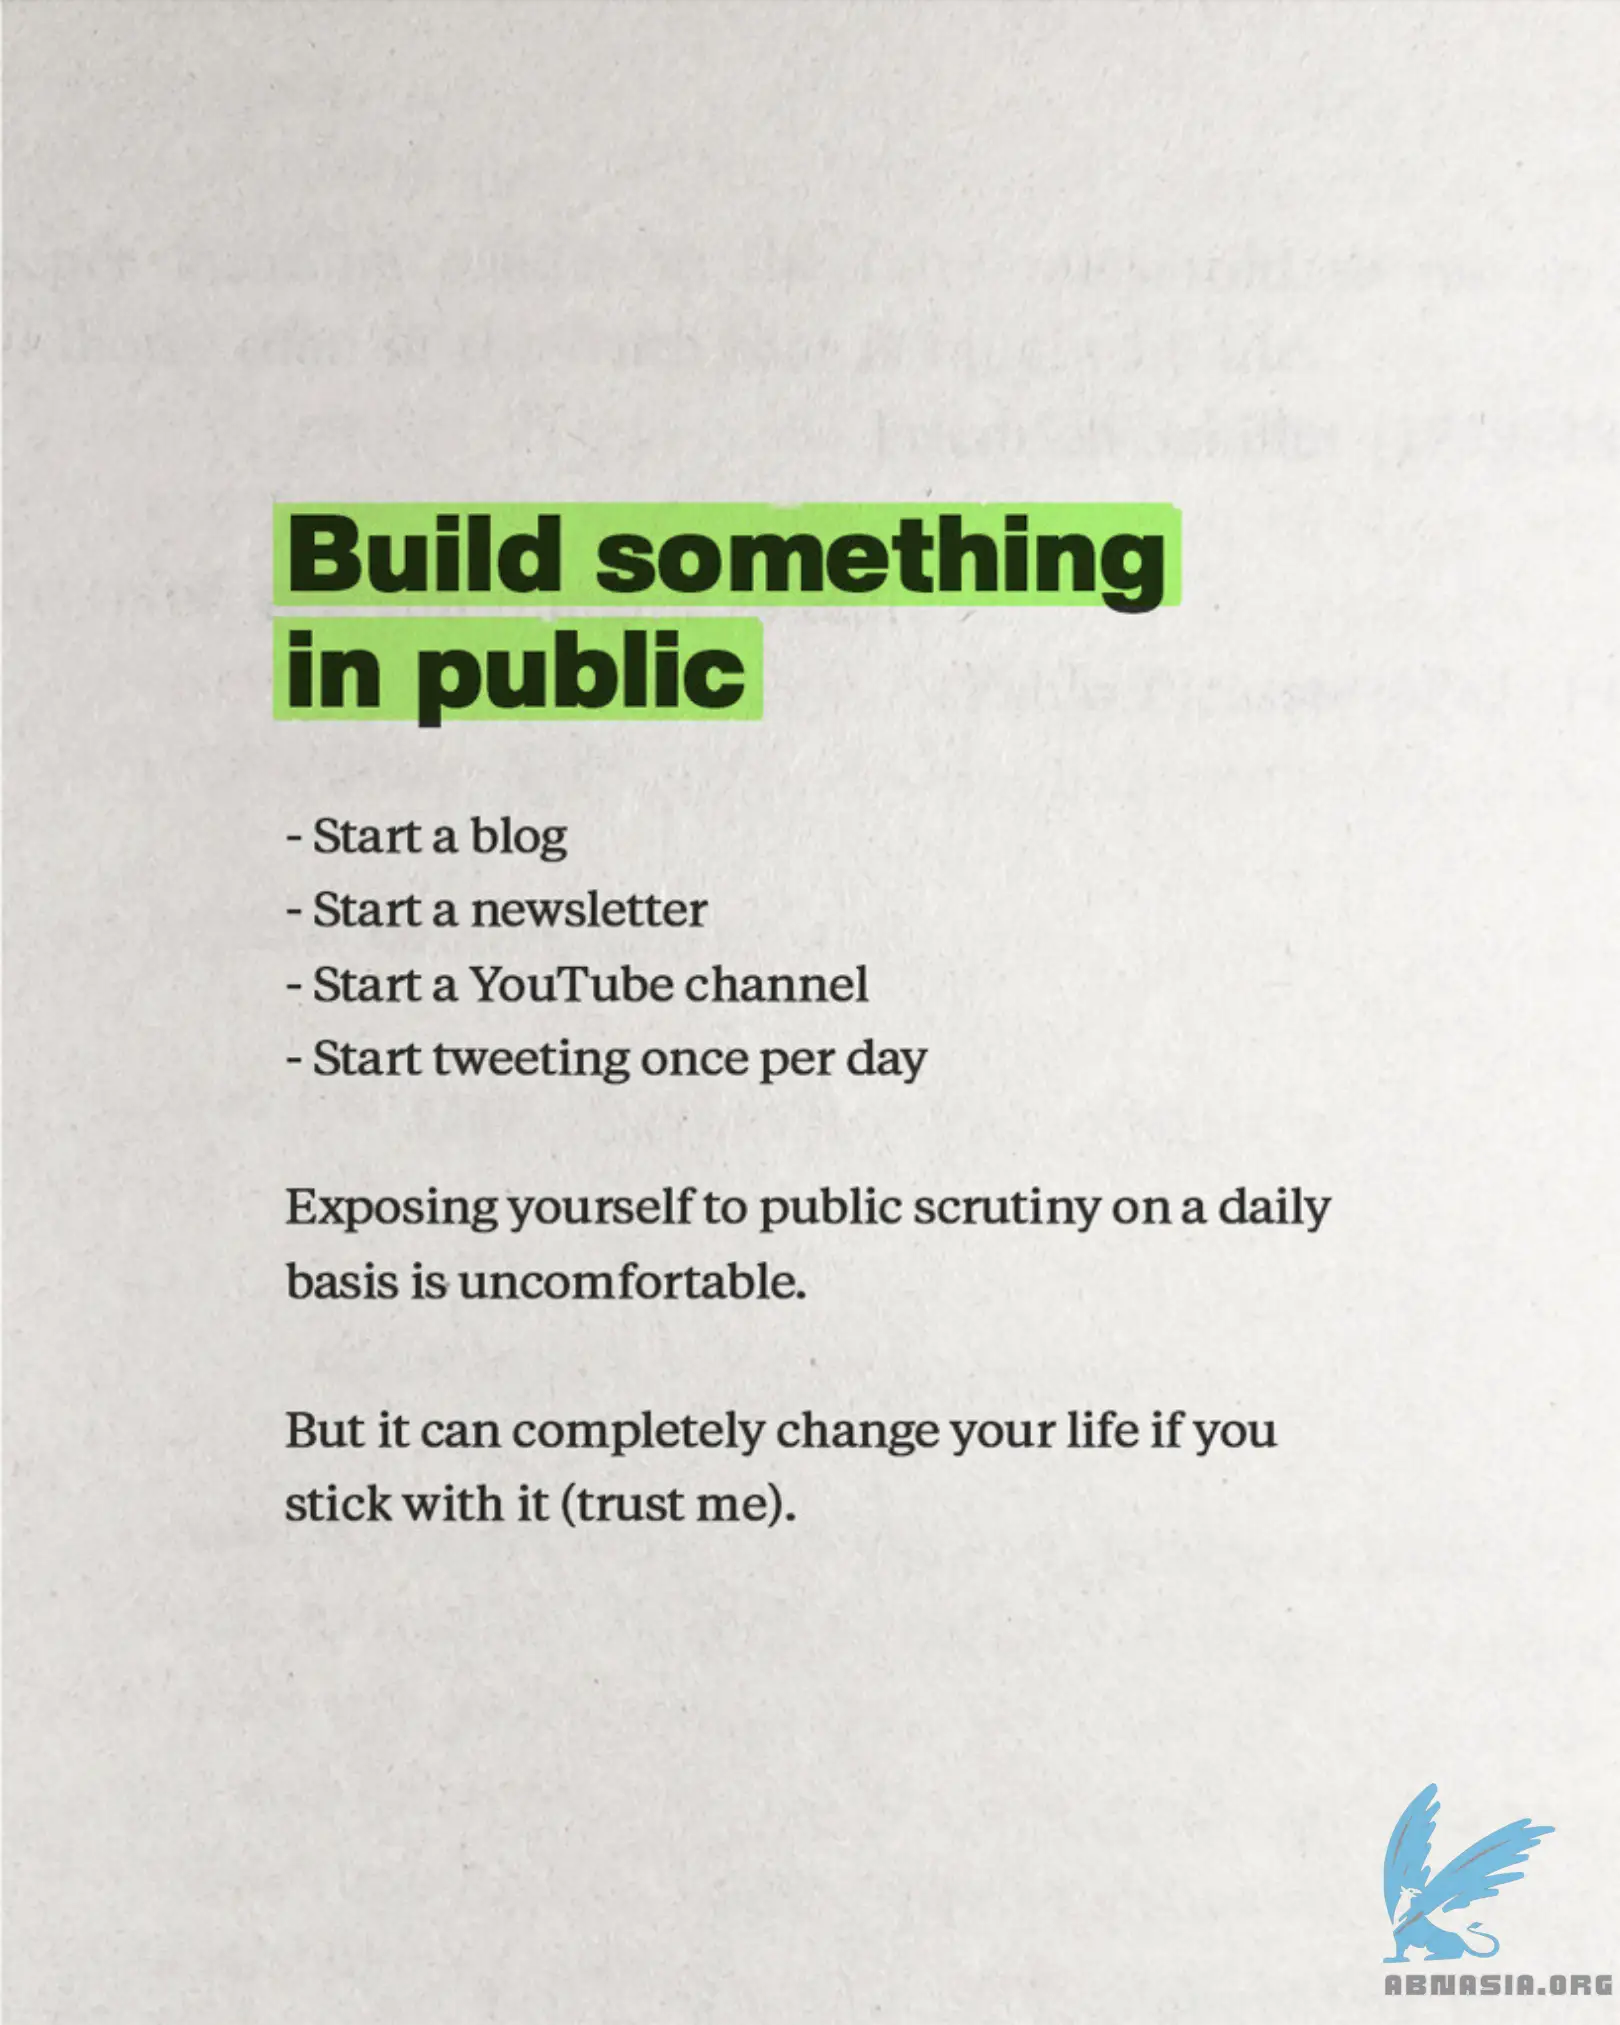 Build something
in public
- Start a blog
- Start a newsletter
- Start a YouTube channel
- Start tweeting once per day
Exposing yourself to public scrutiny on a daily
basis is uncomfortable.
But it can completely change your life if you
stick with it (trust me).
ABNASIA.ORG